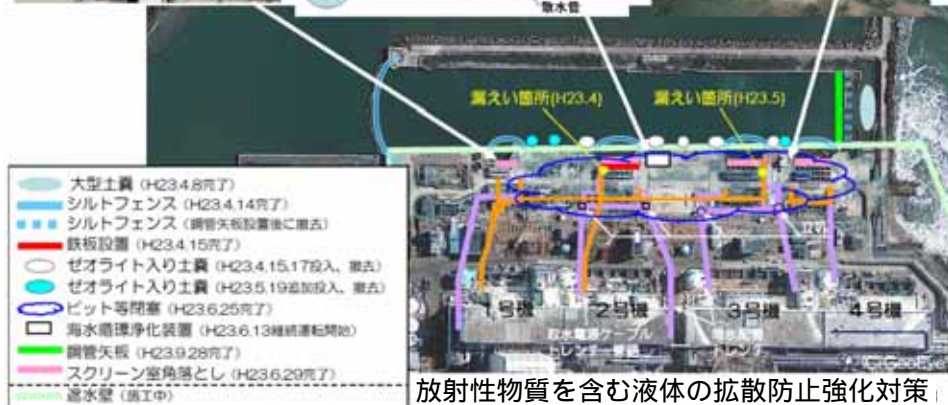 散水管
漏えい箇所(H23.4)
漏えい箇所(H23.5)
大型土嚢（H23.4.8完了）
シルトフェンス（H23.4.14完了）
シルトフェンス（鋼管矢板設置後に撤去）
鉄板設置（H23.4.15完了）
ゼオライト入り土嚢（H23.4.15,17投入、撤去）
ゼオライト入り土嚢（H23.5.19追加投入、撤去）
ピット等閉塞（H23.6.25完了）
海水循環浄化装置（H23.6.13継続運転開始）
鋼管矢板（H23.9.28完了）
スクリーン室角落とし（H23.6.29完了）
遮水壁（施工中）
1号機
2号機
3号機
4号機
放射性物質を含む液体の拡散防止強化対策